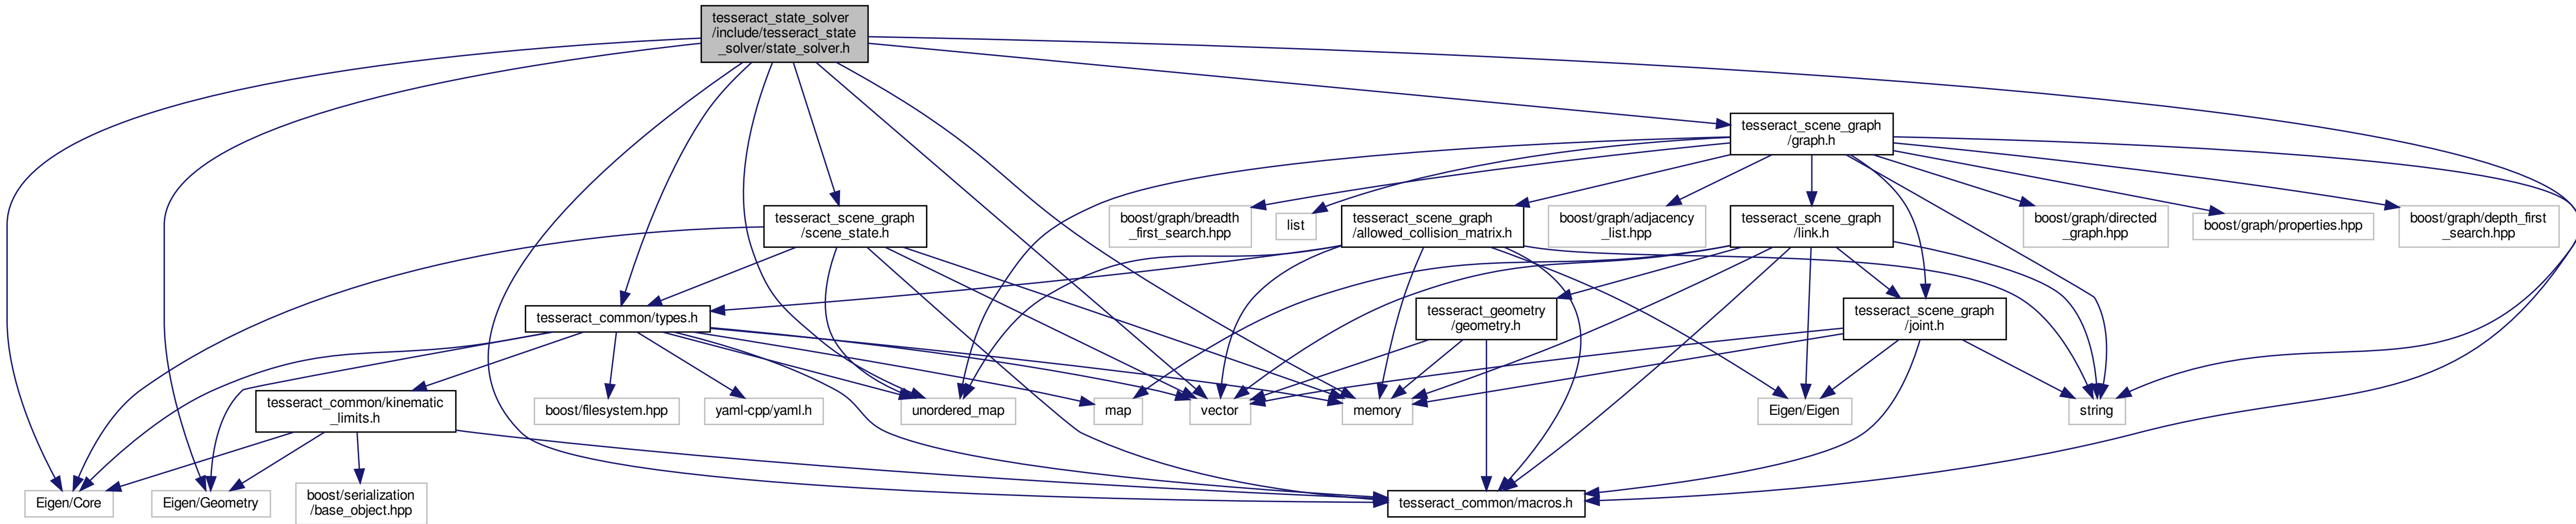 tesseract_state_solver
/include/tesseract_state
_solver/state_solver.h
tesseract_scene_graph
/graph.h
tesseract_scene_graph
/scene_state.h
boost/graph/breadth
_first_search.hpp
list
tesseract_scene_graph
/allowed_collision_matrix.h
boost/graph/adjacency
_list.hpp
tesseract_scene_graph
/link.h
boost/graph/directed
_graph.hpp
boost/graph/properties.hpp
boost/graph/depth_first
_search.hpp
tesseract_common/types.h
tesseract_geometry
/geometry.h
tesseract_scene_graph
/joint.h
tesseract_common/kinematic
_limits.h
boost/filesystem.hpp
yaml-cpp/yaml.h
unordered_map
map
vector
memory
Eigen/Eigen
string
Eigen/Core
Eigen/Geometry
boost/serialization
/base_object.hpp
tesseract_common/macros.h